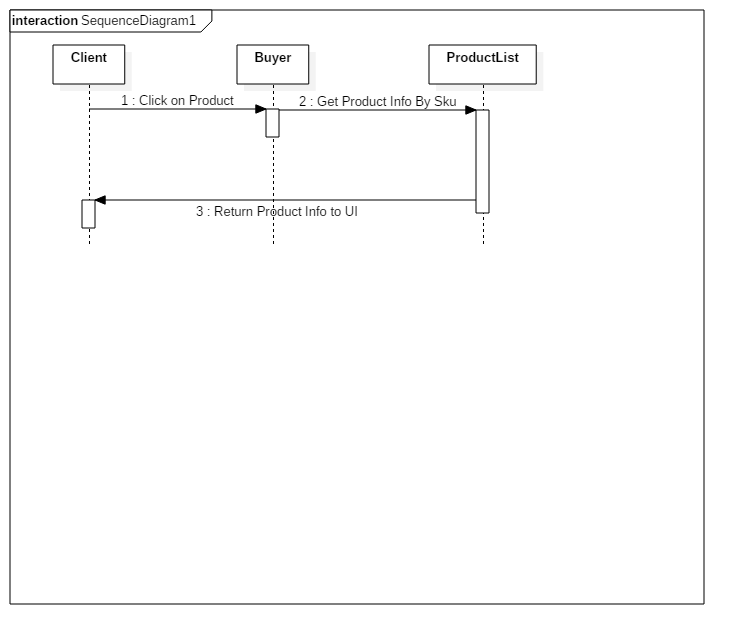 interaction SequenceDiagram1
Client
Buyer
ProductList
1 : Click on Product
2 : Get Product Info By Sku
3 : Return Product Info to UI